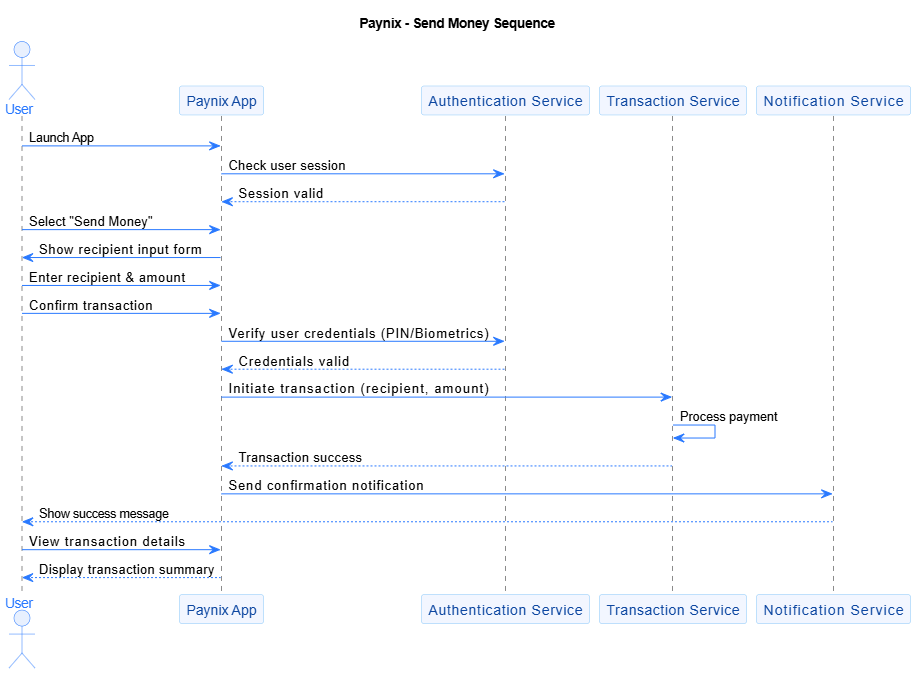 Paynix - Send Money Sequence
User
Paynix App
Authentication Service
Transaction Service
Notification Service
Launch App
Check user session
Session valid
Select "Send Money"
Show recipient input form
Enter recipient & amount
Confirm transaction
Verify user credentials (PIN/Biometrics)
Credentials valid
Initiate transaction (recipient, amount)
Process payment
Transaction success
Send confirmation notification
Show success message
View transaction details
Display transaction summary
User
Paynix App
Authentication Service
Transaction Service
Notification Service